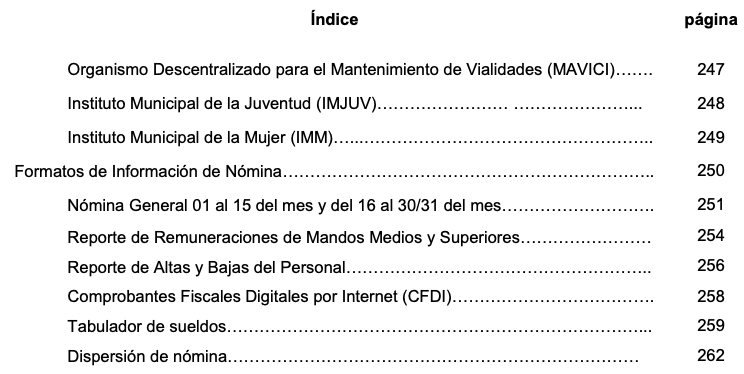 Índice página
Organismo Descentralizado para el Mantenimiento de Vialidades (MAVICI)……. 247
Instituto Municipal de la Juventud (IMJUV)…………………… ………………….... 248
Instituto Municipal de la Mujer (IMM)…...……………………………………………... 249
Formatos de Información de Nómina………………………………………………………….. 250
Nómina General 01 al 15 del mes y del 16 al 30/31 del mes………………………. 251
Reporte de Remuneraciones de Mandos Medios y Superiores…………………… 254
Reporte de Altas y Bajas del Personal……………………………………………….. 256
Comprobantes Fiscales Digitales por Internet (CFDI)………………………………. 258
Tabulador de sueldos…………………………………………………………………... 259
Dispersión de nómina………………………………………………………………… 262